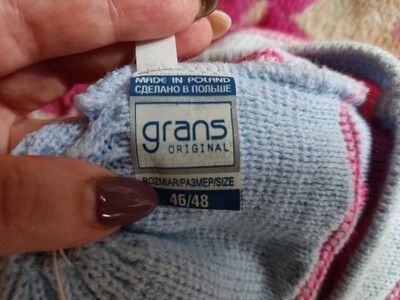 MADE IN POLAND
СДЕЛАНО В ПОЛЬШЕ
grans
ORIGINAL
ROZMIAR/РАЗМЕР/SIZE
46/48